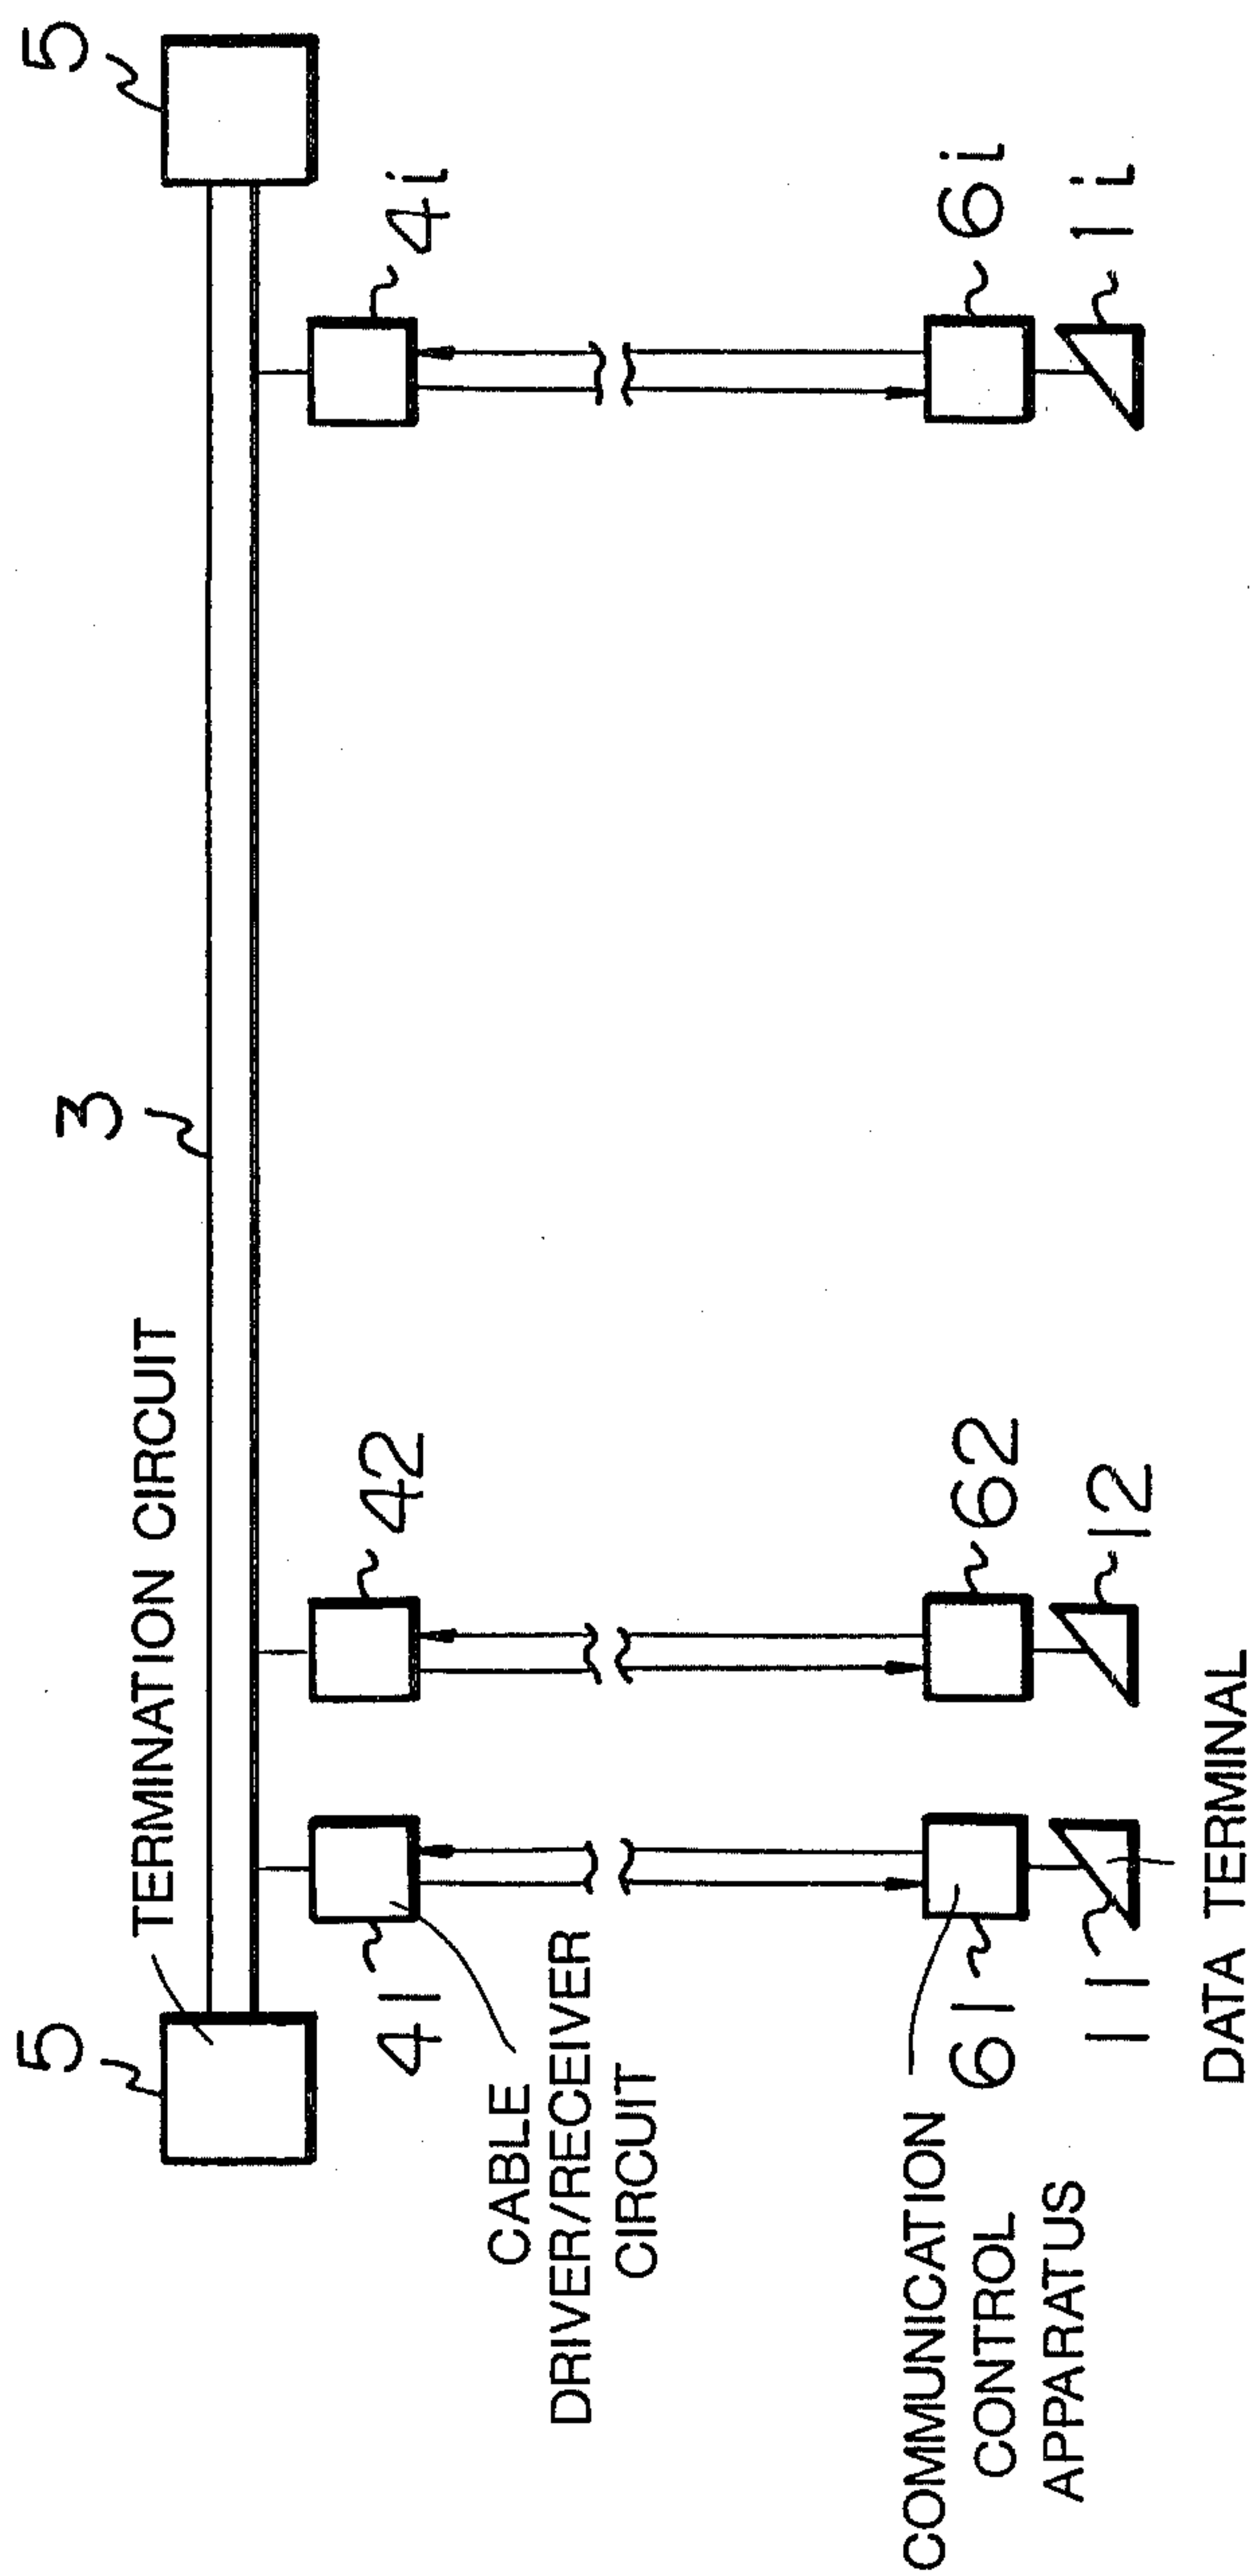 5
TERMINATION CIRCUIT
3
5
41
42
4i
CABLE
DRIVER/RECEIVER
CIRCUIT
COMMUNICATION
CONTROL
APPARATUS
61
62
6i
11
12
1i
DATA TERMINAL